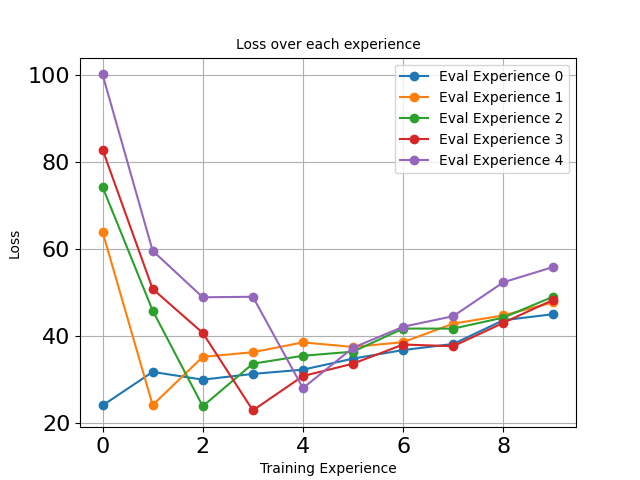 Loss over each experience
100
80
60
40
20
Loss
Eval Experience 0
Eval Experience 1
Eval Experience 2
Eval Experience 3
Eval Experience 4
0 2 4 6 8
Training Experience